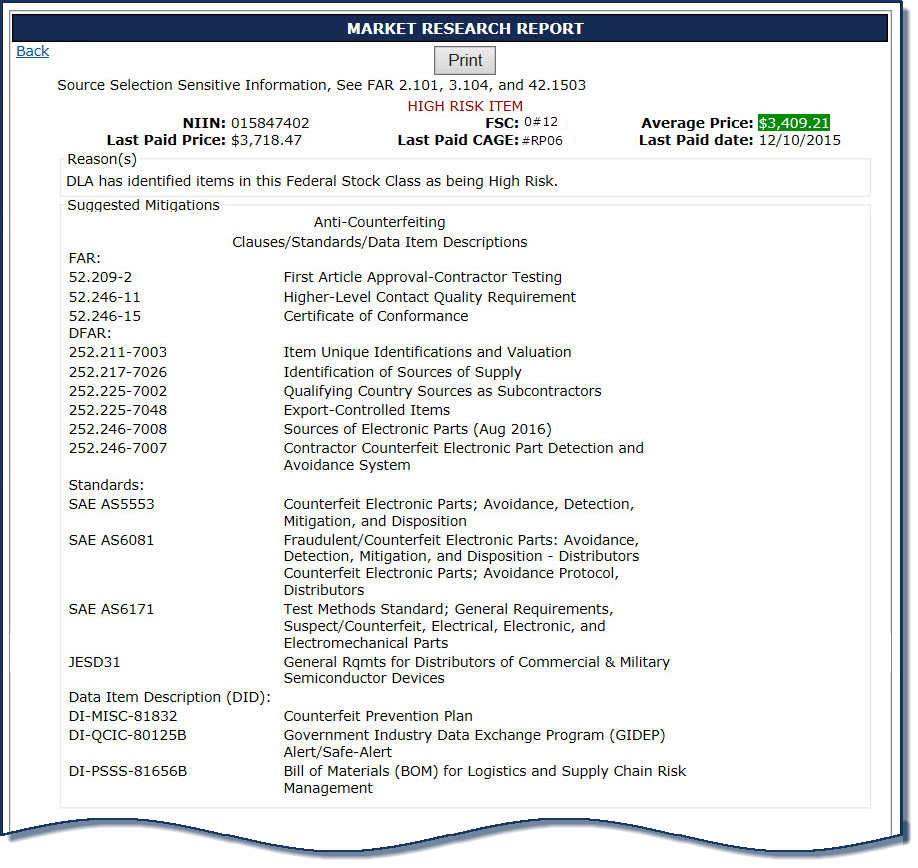 MARKET RESEARCH REPORT
Back
Print
Source Selection Sensitive Information, See FAR 2.101, 3.104, and 42.1503
HIGH RISK ITEM
NIIN: 015847402 FSC: 0#12 Average Price: $3,409.21
Last Paid Price: $3,718.47 Last Paid CAGE: #RP06 Last Paid date: 12/10/2015
Reason(s)
DLA has identified items in this Federal Stock Class as being High Risk.
Suggested Mitigations
Anti-Counterfeiting
Clauses/Standards/Data Item Descriptions
FAR:
52.209-2 First Article Approval-Contractor Testing
52.246-11 Higher-Level Contact Quality Requirement
52.246-15 Certificate of Conformance
DFAR:
252.211-7003 Item Unique Identifications and Valuation
252.217-7026 Identification of Sources of Supply
252.225-7002 Qualifying Country Sources as Subcontractors
252.225-7048 Export-Controlled Items
252.246-7008 Sources of Electronic Parts (Aug 2016)
252.246-7007 Contractor Counterfeit Electronic Part Detection and
Avoidance System
Standards:
SAE AS5553 Counterfeit Electronic Parts; Avoidance, Detection,
Mitigation, and Disposition
SAE AS6081 Fraudulent/Counterfeit Electronic Parts: Avoidance,
Detection, Mitigation, and Disposition - Distributors
Counterfeit Electronic Parts; Avoidance Protocol,
Distributors
SAE AS6171 Test Methods Standard; General Requirements,
Suspect/Counterfeit, Electrical, Electronic, and
Electromechanical Parts
JESD31 General Rqmts for Distributors of Commercial & Military
Semiconductor Devices
Data Item Description (DID):
DI-MISC-81832 Counterfeit Prevention Plan
DI-QCIC-80125B Government Industry Data Exchange Program (GIDEP)
Alert/Safe-Alert
DI-PSSS-81656B Bill of Materials (BOM) for Logistics and Supply Chain Risk
Management